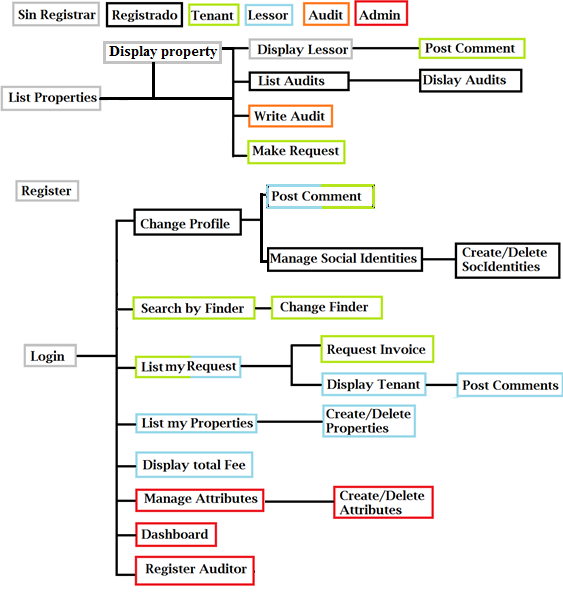 Sin Registrar
Registrado
Tenant
Lessor
Audit
Admin
Display property
Display Lessor
Post Comment
List Audits
Dislay Audits
List Properties
Write Audit
Make Request
Register
Post Comment
Change Profile
Manage Social Identities
Create/Delete
SocIdentities
Search by Finder
Change Finder
Request Invoice
Login
List my Request
Display Tenant
Post Comments
List my Properties
Create/Delete
Properties
Display total Fee
Manage Attributes
Create/Delete
Attributes
Dashboard
Register Auditor